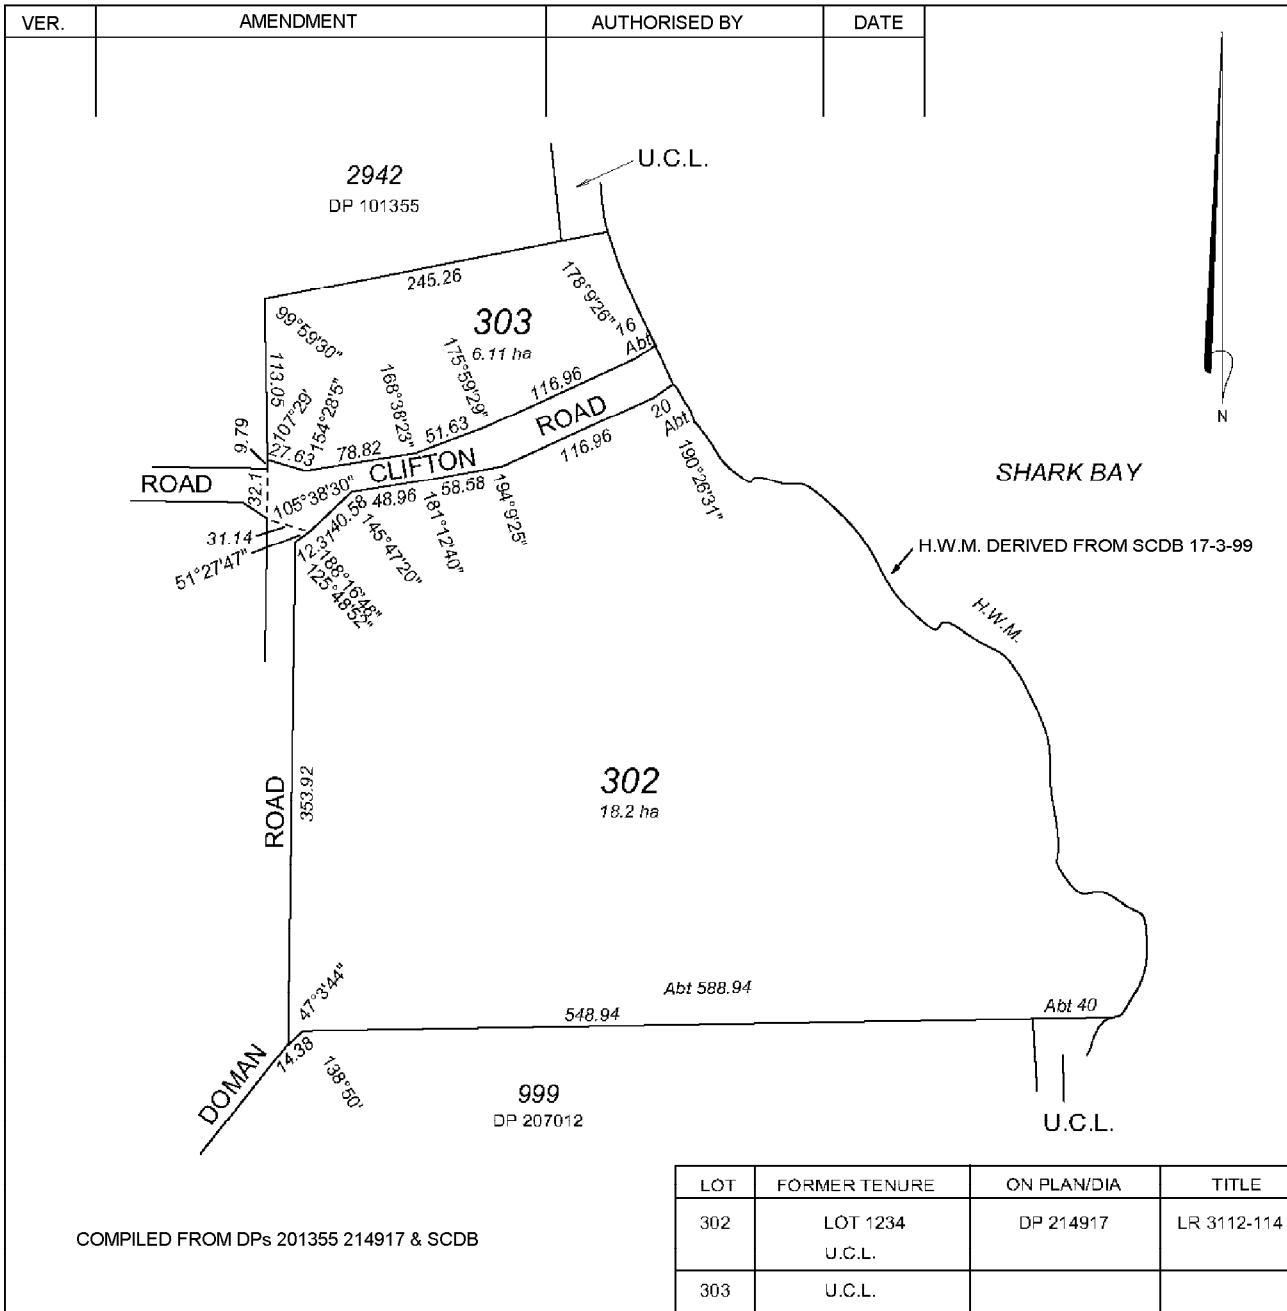 VER. AMENDMENT AUTHORISED BY DATE
U.C.L.
2942
DP 101355
245.26
178°9'26"
99°59'30"
303
6.11 ha
16
Abt
175°59'29"
113.05
168°38'23"
116.96
107°29'
154°28'5"
9.79
27.63
78.82
51.63
ROAD
CLIFTON
20
Abt
116.96
190°26'31"
SHARK BAY
N
ROAD
32.1
105°38'30"
48.96
58.58
194°9'25"
40.58
181°12'40"
145°47'20"
31.14
12.31
51°27'47"
188°16'48"
125°48'52"
H.W.M. DERIVED FROM SCDB 17-3-99
H.W.M.
302
18.2 ha
ROAD
353.92
47°3'44"
Abt 588.94
548.94
Abt 40
14.38
138°50'
DOMAN
999
DP 207012
U.C.L.
LOT FORMER TENURE ON PLAN/DIA TITLE
302 LOT 1234 DP 214917 LR 3112-114
U.C.L.
303 U.C.L.
COMPILED FROM DPs 201355 214917 & SCDB